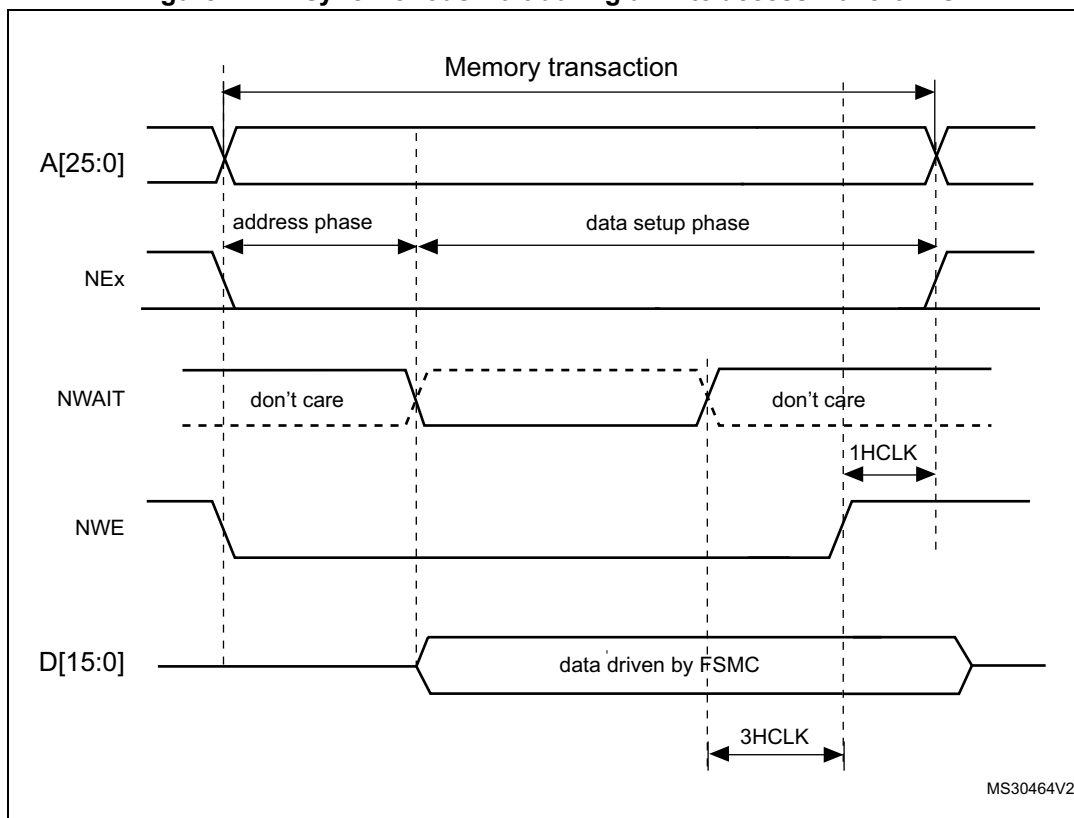 Memory transaction
A[25:0]
address phase
data setup phase
NEx
NWAIT
don't care
don't care
1HCLK
NWE
D[15:0]
data driven by FSMC
3HCLK
MS30464V2